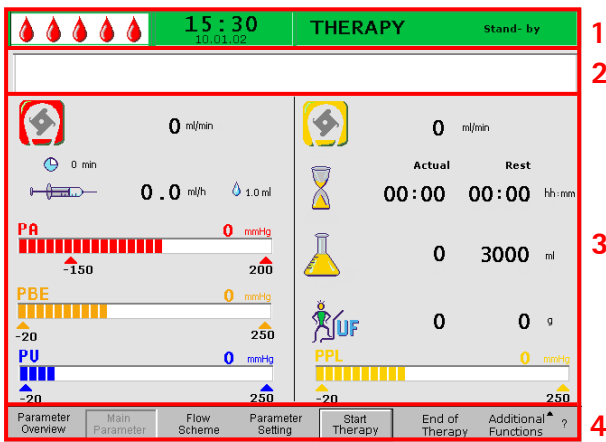 15:30
10.01.02
THERAPY
Stand- by
1
2
0 ml/min
0 min
0.0 ml/h
1.0 ml
PA 0 mmHg
-150 200
PBE 0 mmHg
-20 250
PV 0 mmHg
-20 250
0 ml/min
Actual Rest
00:00 00:00 hh:mm
0 3000 ml
UF 0 0 g
PPL 0 mmHg
-20 250
3
Parameter Overview
Main Parameter
Flow Scheme
Parameter Setting
Start Therapy
End of Therapy
Additional Functions
?
4